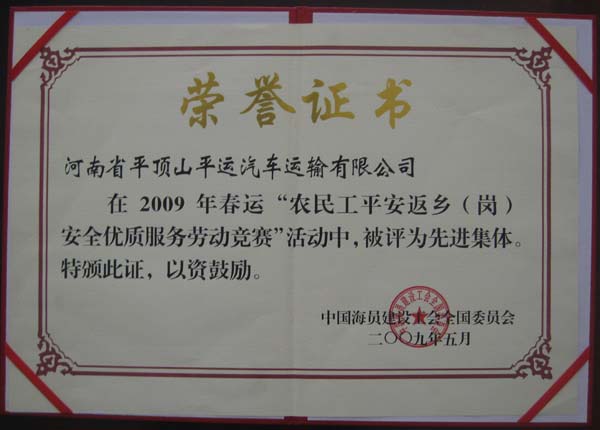 荣誉证书
河南省平顶山平运汽车运输有限公司
在 2009 年春运“农民工平安返乡（岗）
安全优质服务劳动竞赛”活动中，被评为先进集体。
特颁此证，以资鼓励。
中国海员建设工会全国委员会
二〇〇九年五月